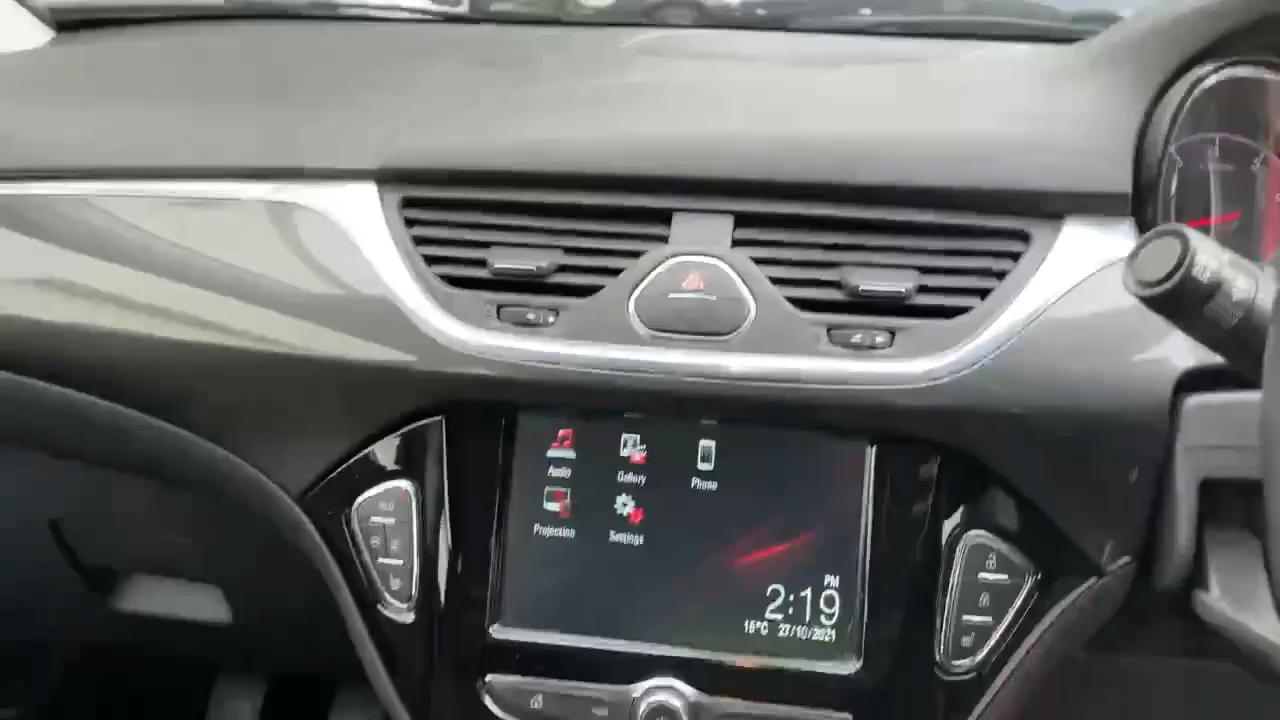 Audio
Gallery
Phone
Projection
Settings
PM
2:19
15°C 27/10/2021